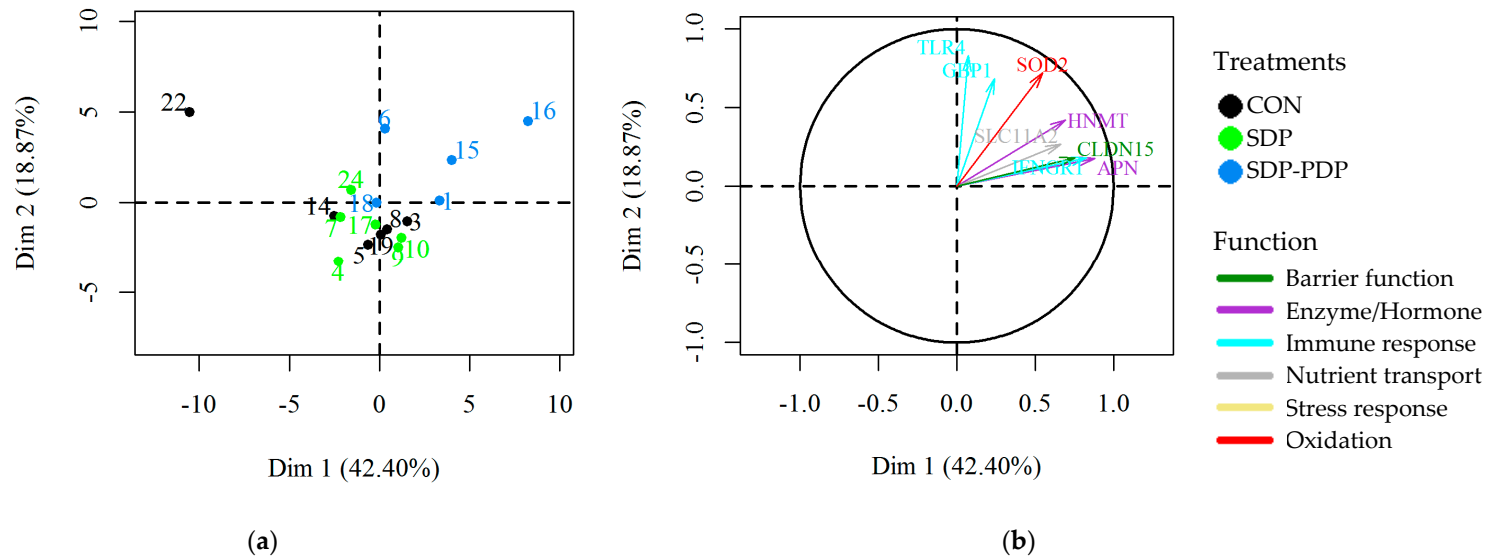 10
5
0
-5
Dim 2 (18.87%)
22
16
6
15
24
1
18
14
7
17
8
3
5
19
10
9
4
-10
-5
0
5
10
Dim 1 (42.40%)
(a)
1.0
0.5
0.0
-0.5
-1.0
Dim 2 (18.87%)
TLR4
GBP1
SOD2
HNMT
SLC11A2
CLDN15
IFNGR1
APN
-1.0
-0.5
0.0
0.5
1.0
Dim 1 (42.40%)
(b)
Treatments
CON
SDP
SDP-PDP
Function
Barrier function
Enzyme/Hormone
Immune response
Nutrient transport
Stress response
Oxidation